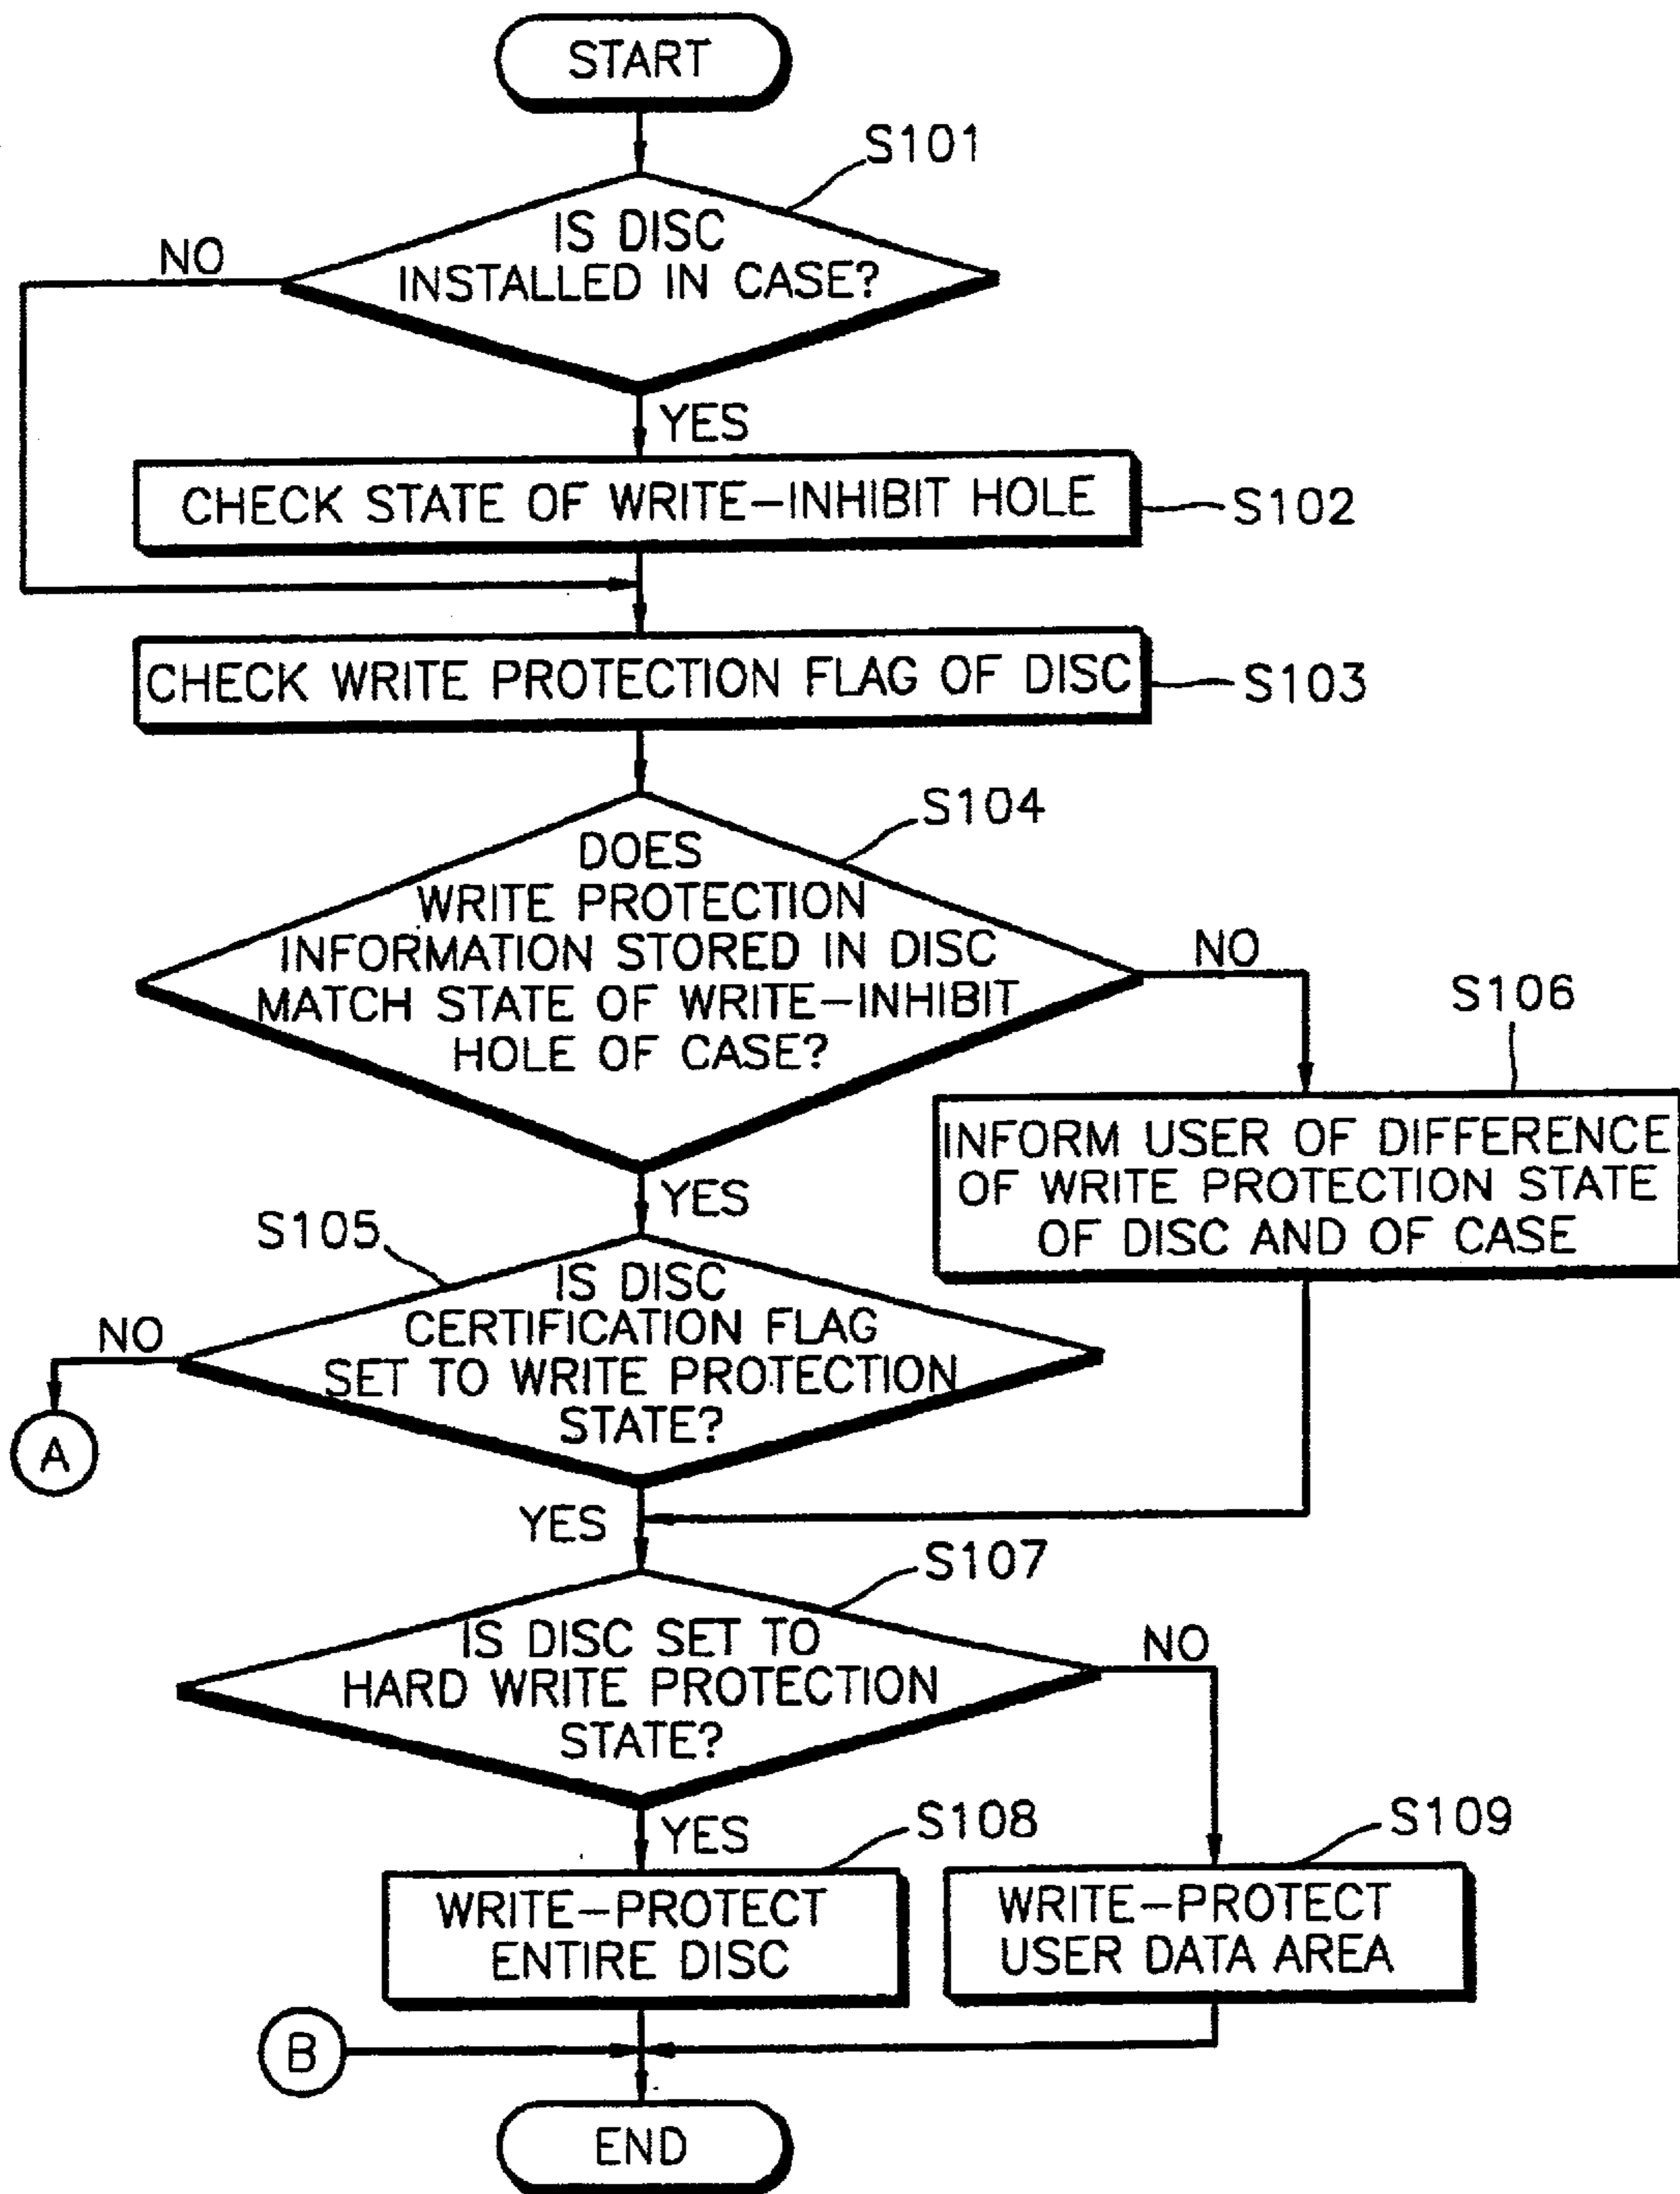 START
S101
IS DISC
INSTALLED IN CASE?
NO
YES
CHECK STATE OF WRITE-INHIBIT HOLE
S102
CHECK WRITE PROTECTION FLAG OF DISC
S103
S104
DOES
WRITE PROTECTION
INFORMATION STORED IN DISC
MATCH STATE OF WRITE-INHIBIT
HOLE OF CASE?
NO
S106
INFORM USER OF DIFFERENCE
OF WRITE PROTECTION STATE
OF DISC AND OF CASE
YES
S105
IS DISC
CERTIFICATION FLAG
SET TO WRITE PROTECTION
STATE?
NO
A
YES
S107
IS DISC SET TO
HARD WRITE PROTECTION
STATE?
NO
YES
S108
WRITE-PROTECT
ENTIRE DISC
S109
WRITE-PROTECT
USER DATA AREA
B
END